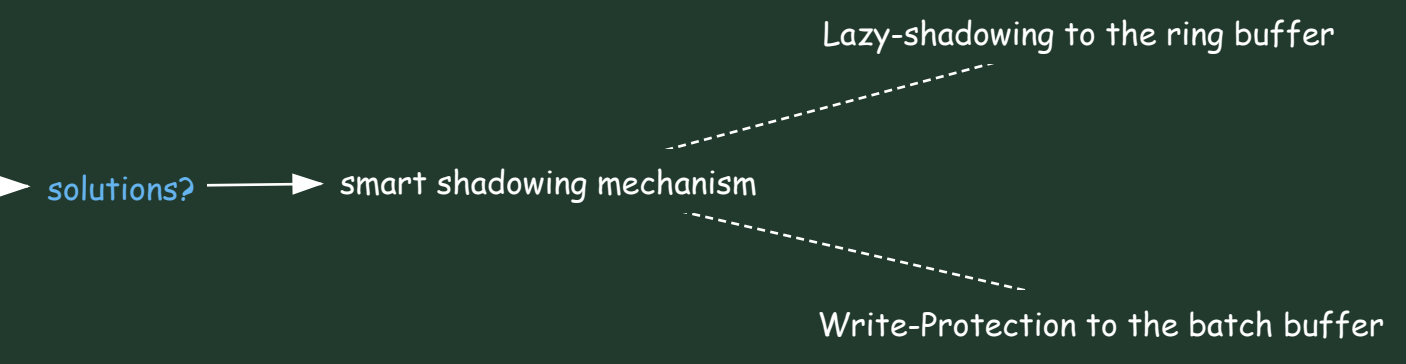 Lazy-shadowing to the ring buffer
solutions?
smart shadowing mechanism
Write-Protection to the batch buffer